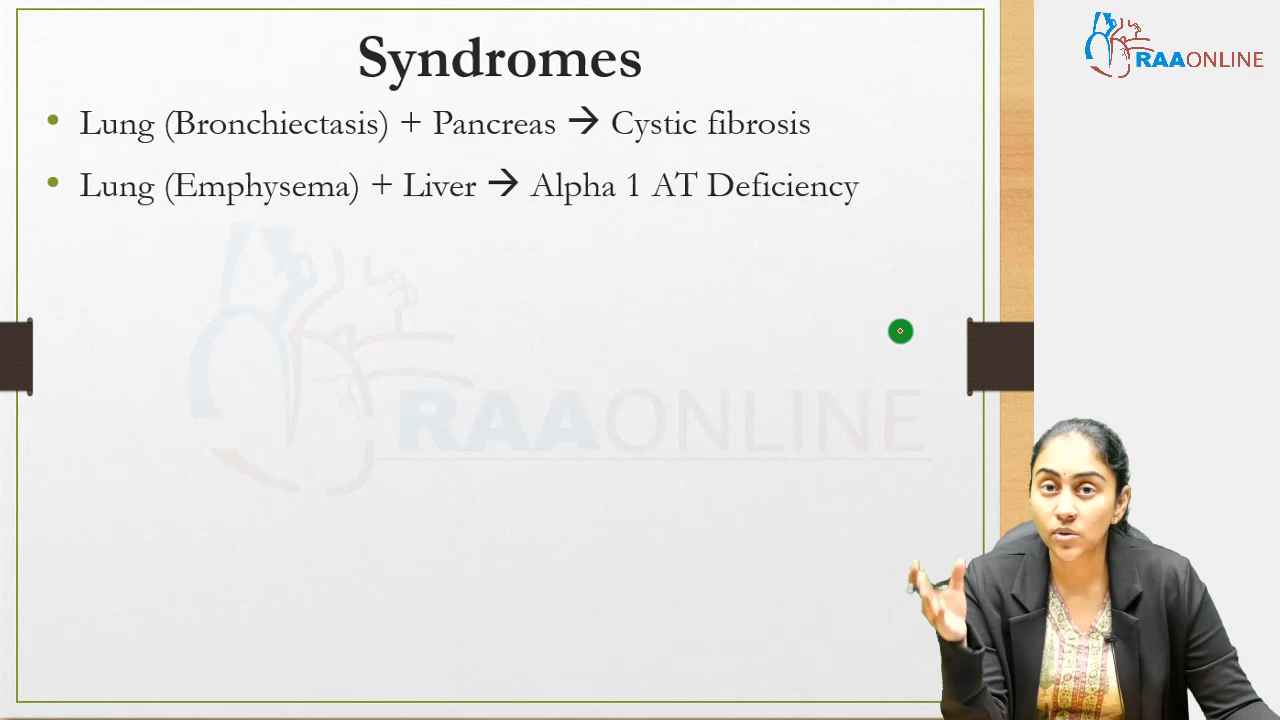 Syndromes
RAAONLINE
• Lung (Bronchiectasis) + Pancreas → Cystic fibrosis
• Lung (Emphysema) + Liver → Alpha 1 AT Deficiency
RAAONLINE